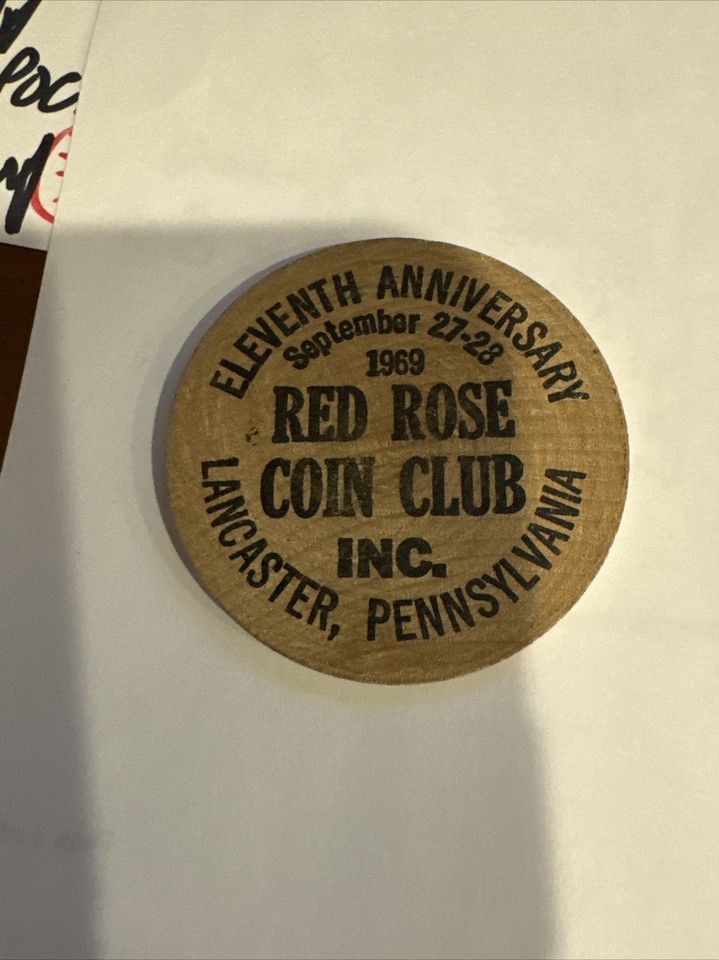 ELEVENTH ANNIVERSARY
September 27-28
1969
RED ROSE
COIN CLUB
INC.
LANCASTER, PENNSYLVANIA